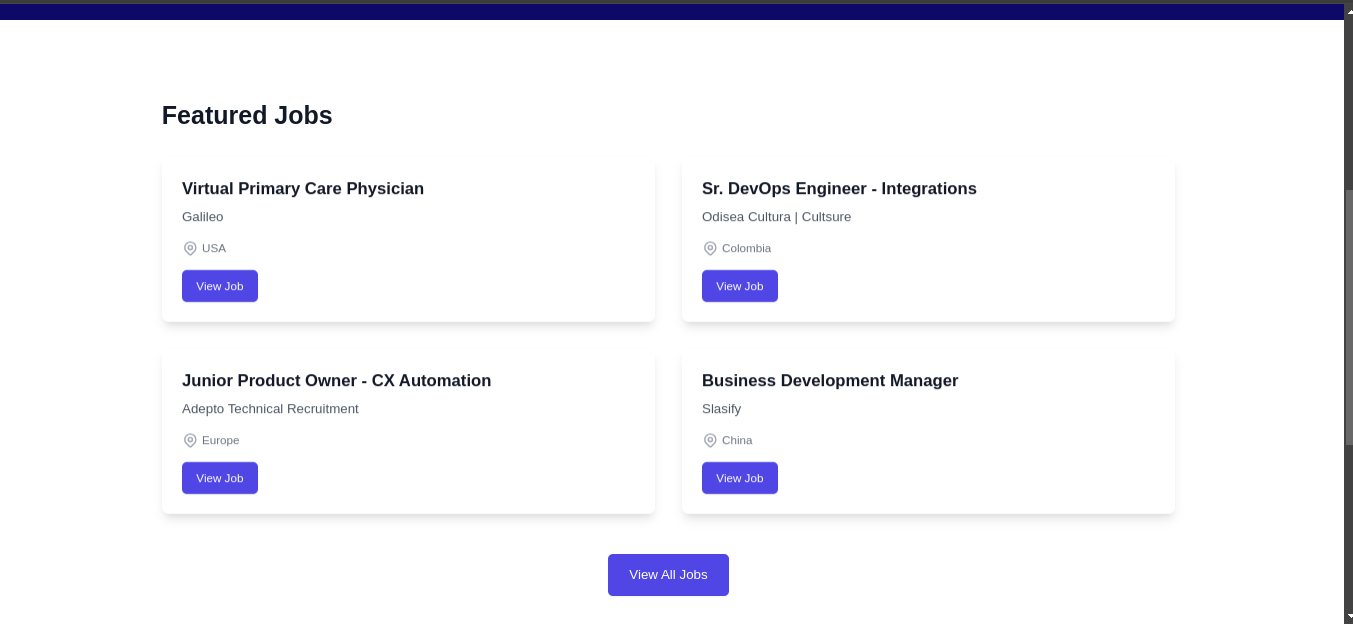 Featured Jobs
Virtual Primary Care Physician
Galileo
USA
View Job
Sr. DevOps Engineer - Integrations
Odisea Cultura | Cultsure
Colombia
View Job
Junior Product Owner - CX Automation
Adepto Technical Recruitment
Europe
View Job
Business Development Manager
Slasify
China
View Job
View All Jobs